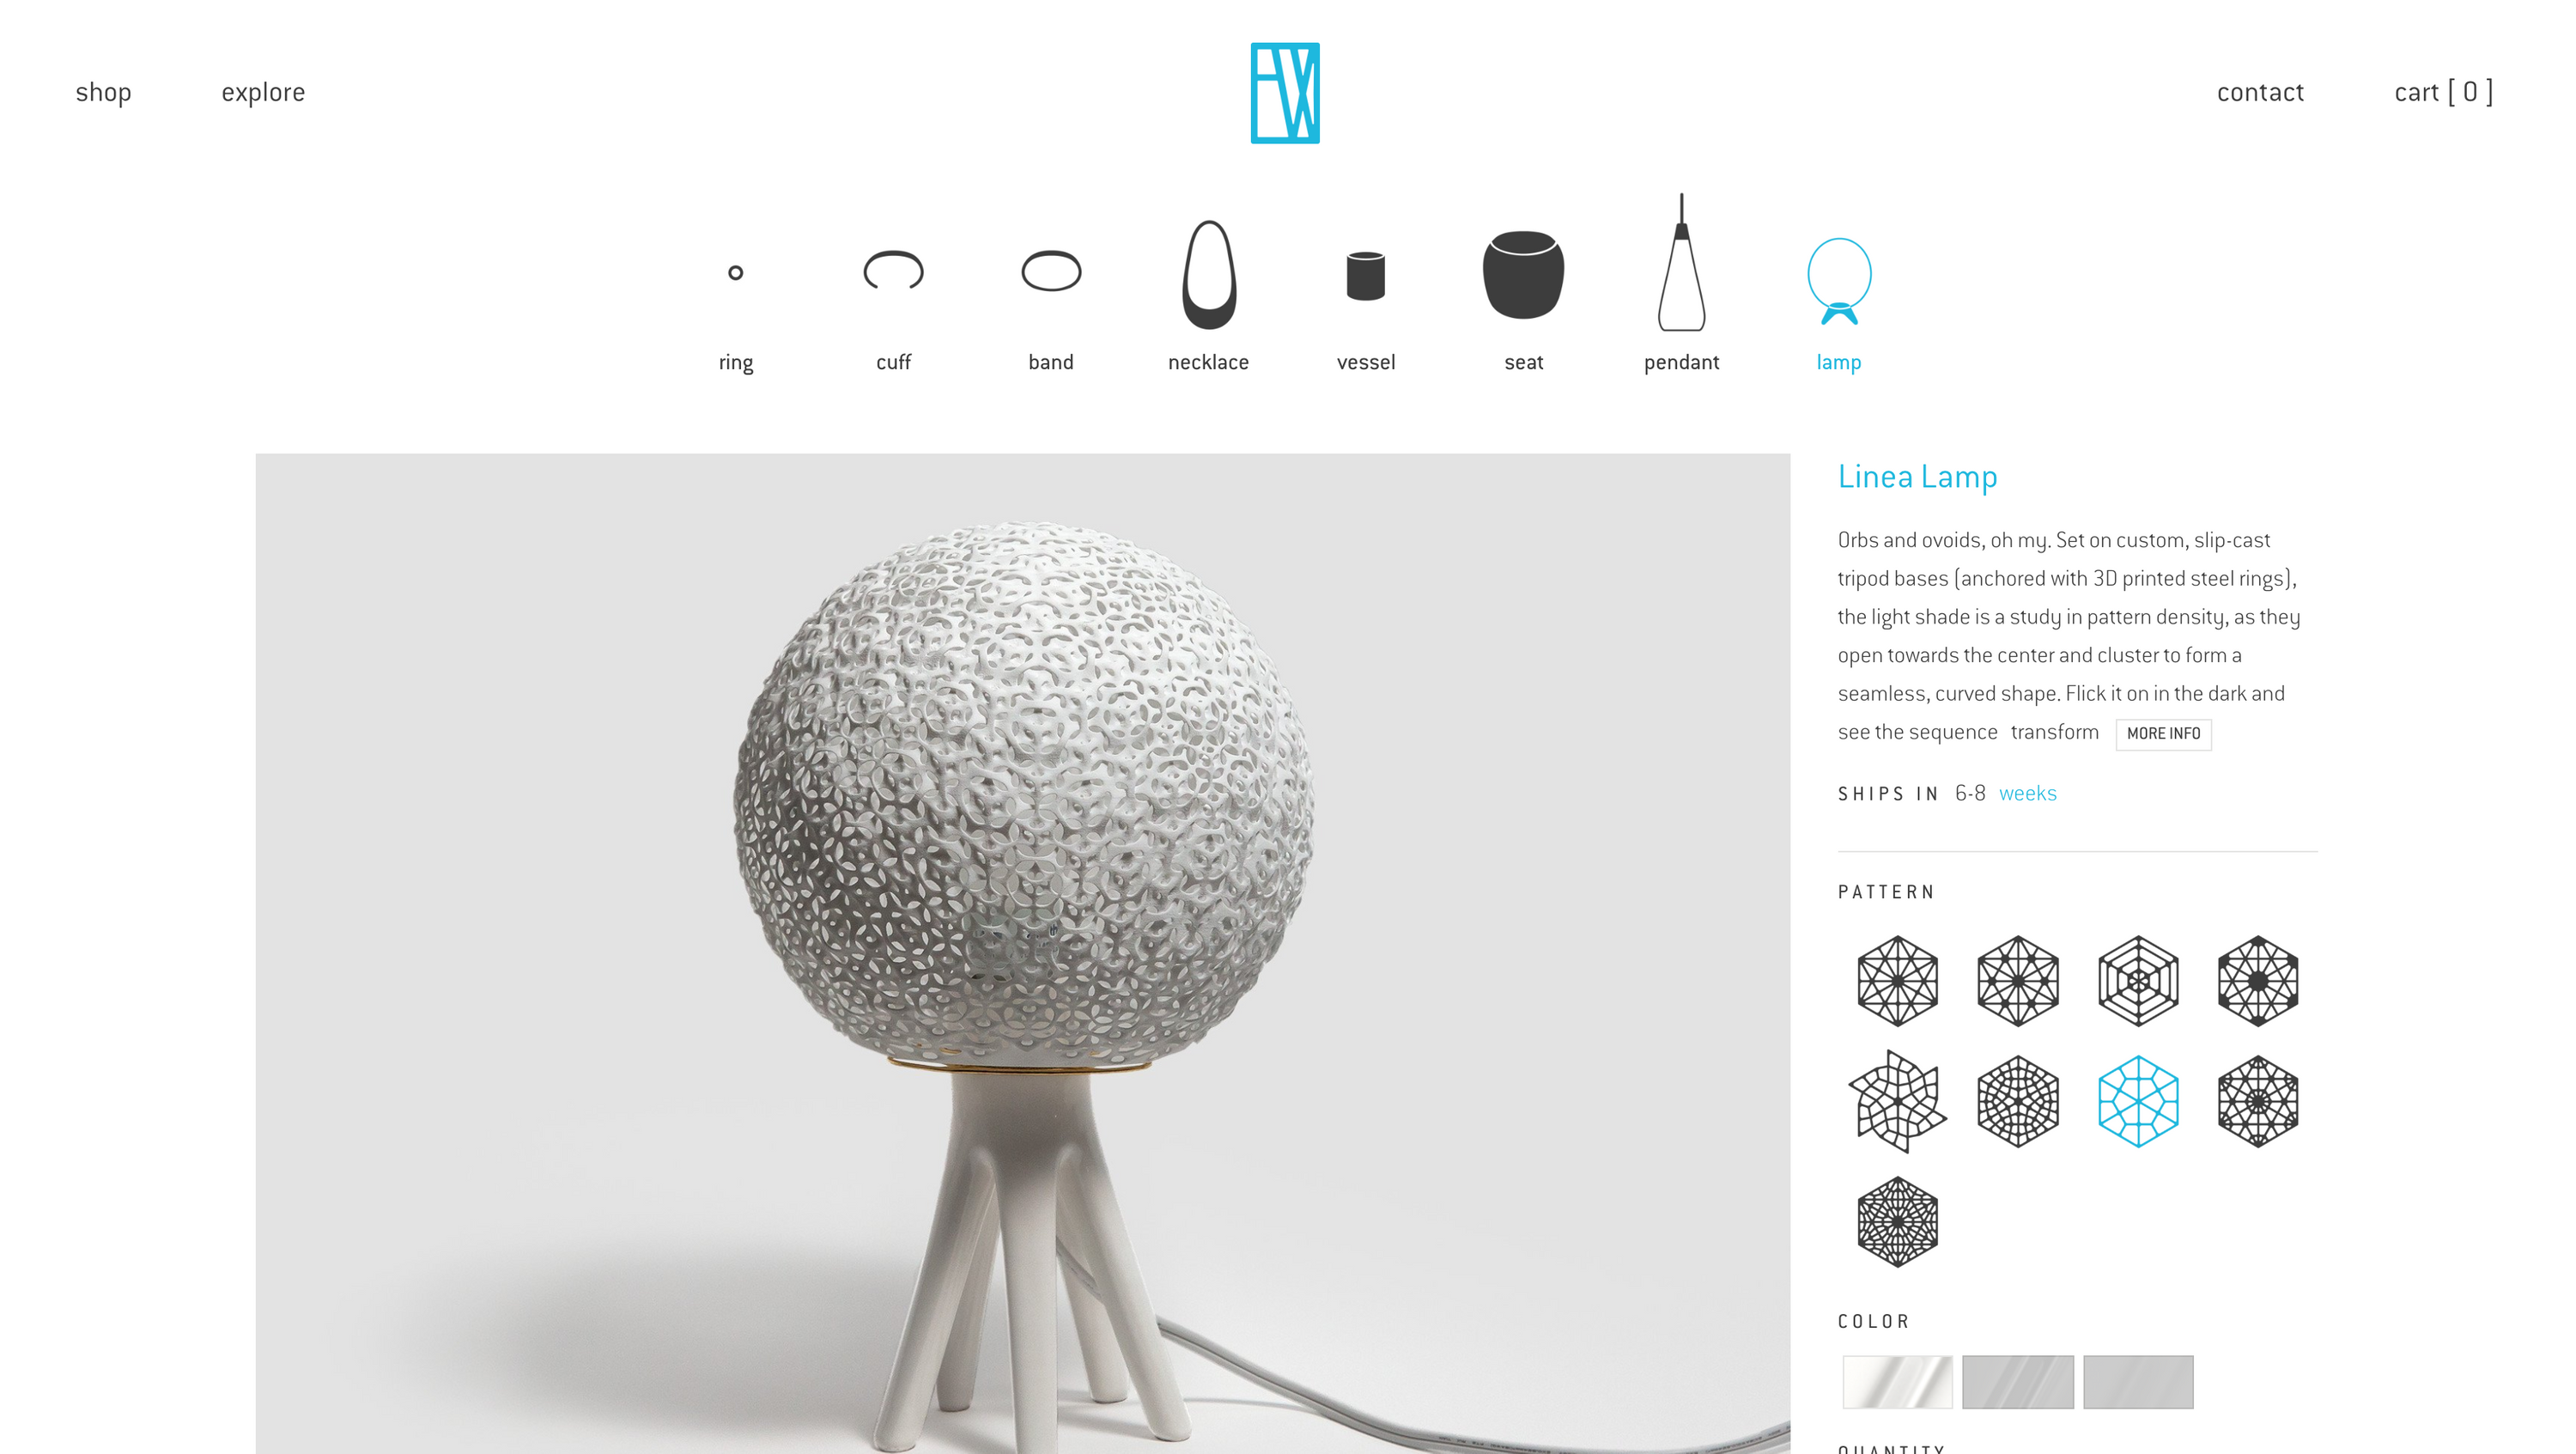 shop
explore
contact
cart [ 0 ]
ring
cuff
band
necklace
vessel
seat
pendant
lamp
Linea Lamp
Orbs and ovoids, oh my. Set on custom, slip-cast
tripod bases (anchored with 3D printed steel rings),
the light shade is a study in pattern density, as they
open towards the center and cluster to form a
seamless, curved shape. Flick it on in the dark and
see the sequence transform MORE INFO
SHIPS IN 6-8 weeks
PATTERN
COLOR
QUANTITY